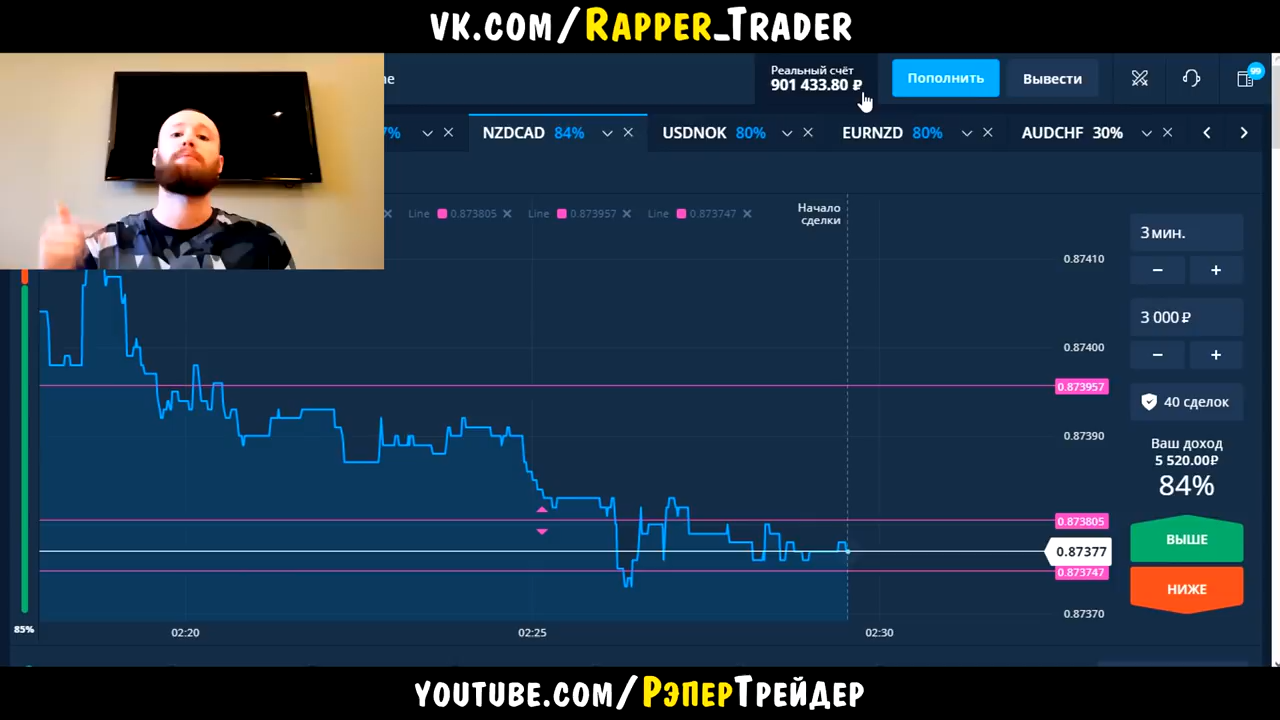 vk.com/Rapper_Trader
Реальный счёт
901 433.80 ₽
Пополнить
Вывести
99
7%
NZDCAD 84%
USDNOK 80%
EURNZD 80%
AUDCHF 30%
Line 0.873805
Line 0.873957
Line 0.873747
Начало
сделки
3 мин.
− +
3 000 ₽
− +
40 сделок
Ваш доход
5 520.00₽
84%
ВЫШЕ
НИЖЕ
0.87410
0.87400
0.873957
0.87390
0.873805
0.87377
0.873747
0.87370
85%
02:20
02:25
02:30
youtube.com/РэперТрейдер